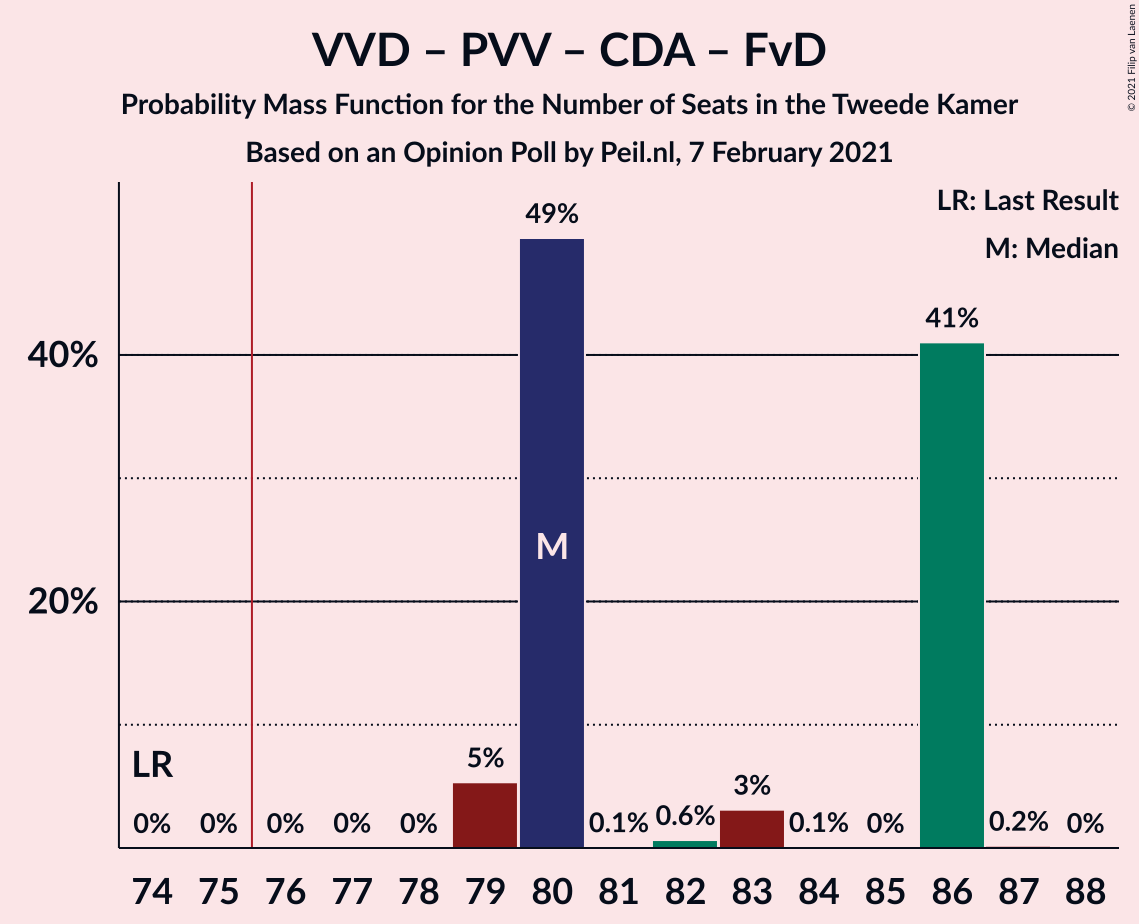 VVD – PVV – CDA – FvD
Probability Mass Function for the Number of Seats in the Tweede Kamer
Based on an Opinion Poll by Peil.nl, 7 February 2021
© 2021 Filip van Laenen
LR: Last Result
M: Median
40%
20%
LR
M
0%
0%
0%
0%
0%
5%
49%
0.1%
0.6%
3%
0.1%
0%
41%
0.2%
0%
74 75 76 77 78 79 80 81 82 83 84 85 86 87 88